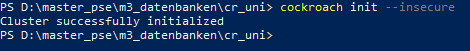 PS D:\master_pse\m3_datenbanken\cr_uni> cockroach init --insecure
Cluster successfully initialized
PS D:\master_pse\m3_datenbanken\cr_uni>